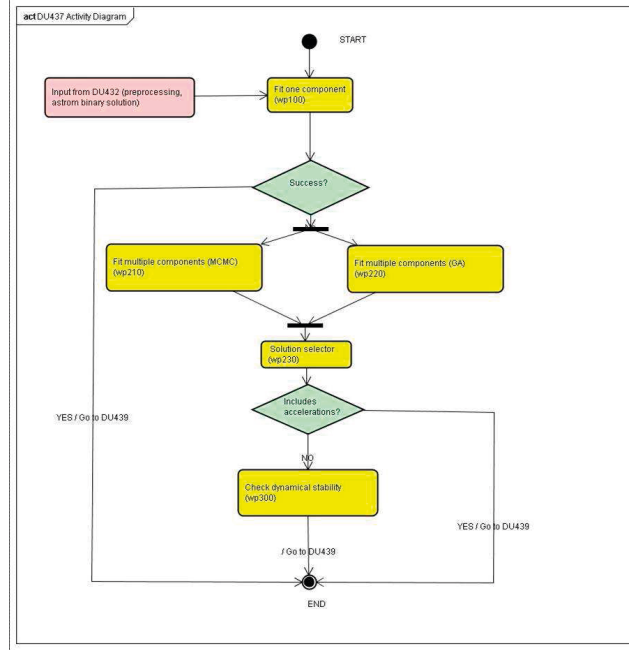 act DU437 Activity Diagram
START
Input from DU432 (preprocessing,
astrom binary solution)
Fit one component
(wp100)
Success?
Fit multiple components (MCMC)
(wp210)
Fit multiple components (GA)
(wp220)
Solution selector
(wp230)
Includes
accelerations?
YES / Go to DU439
NO
Check dynamical stability
(wp300)
YES / Go to DU439
/ Go to DU439
END